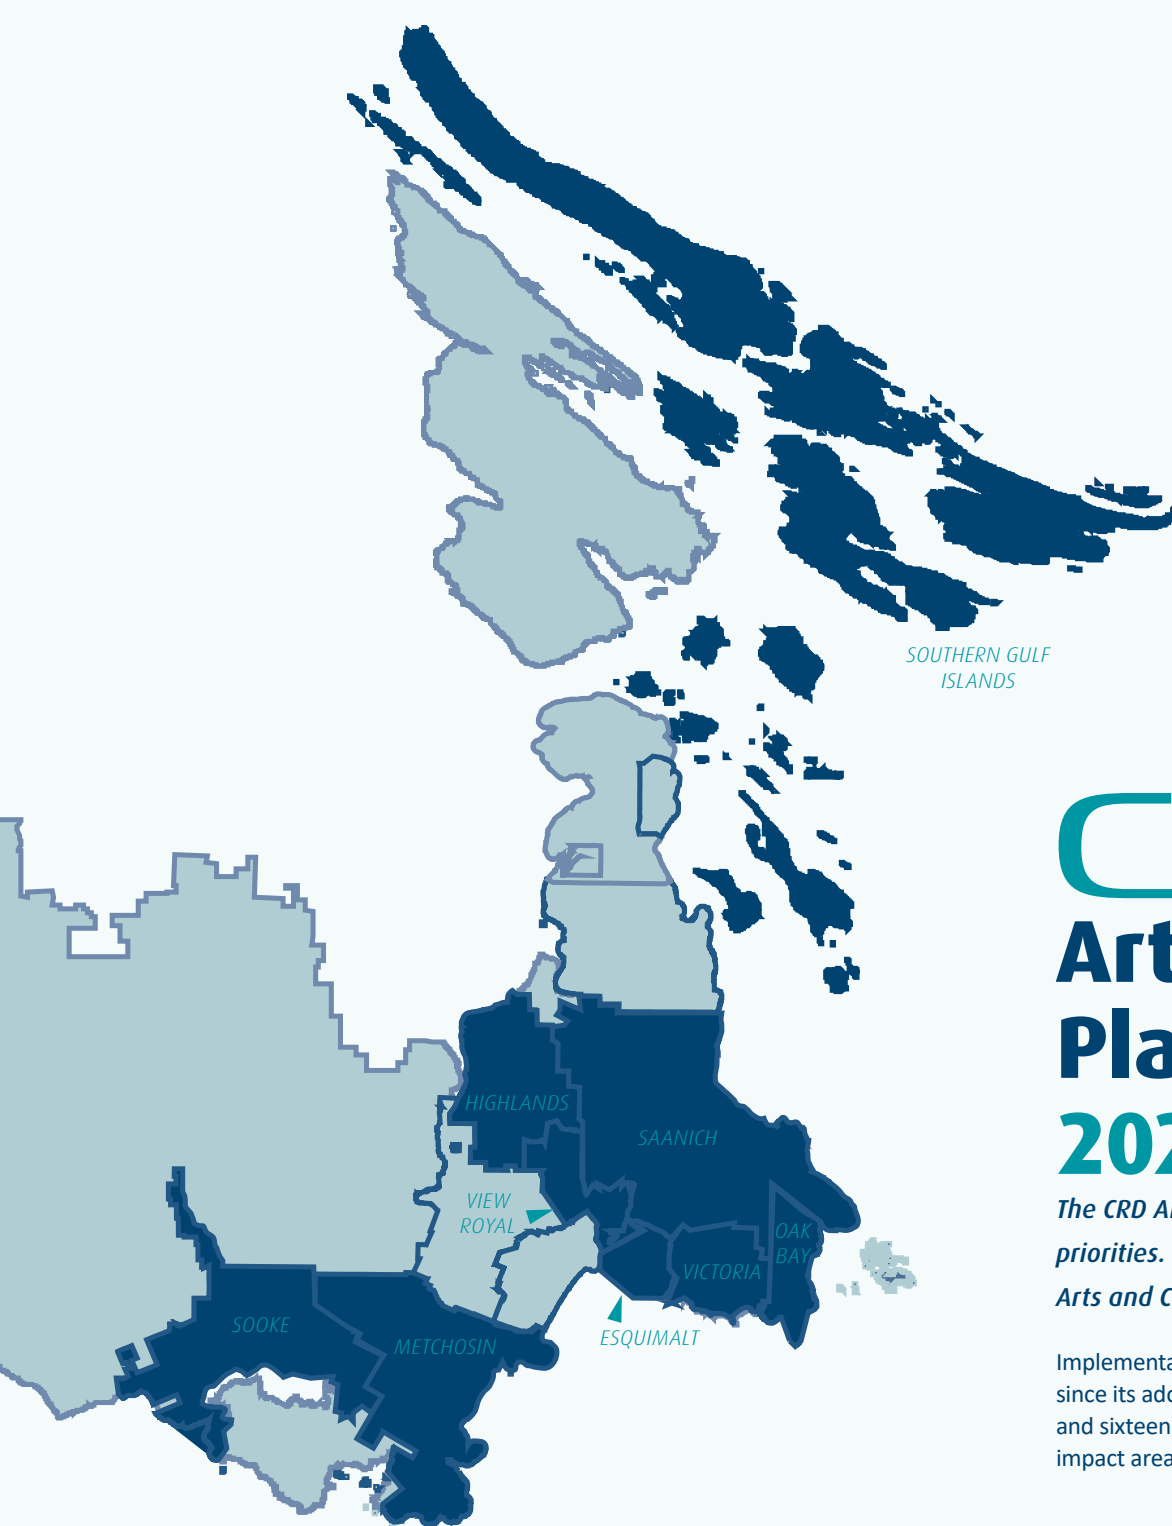 SOUTHERN GULF
ISLANDS
HIGHLANDS
SAANICH
VIEW
ROYAL
OAK
BAY
VICTORIA
SOOKE
METCHOSIN
ESQUIMALT
Art
Pla
202
The CRD A
priorities.
Arts and C
Implementa
since its ado
and sixteen
impact area